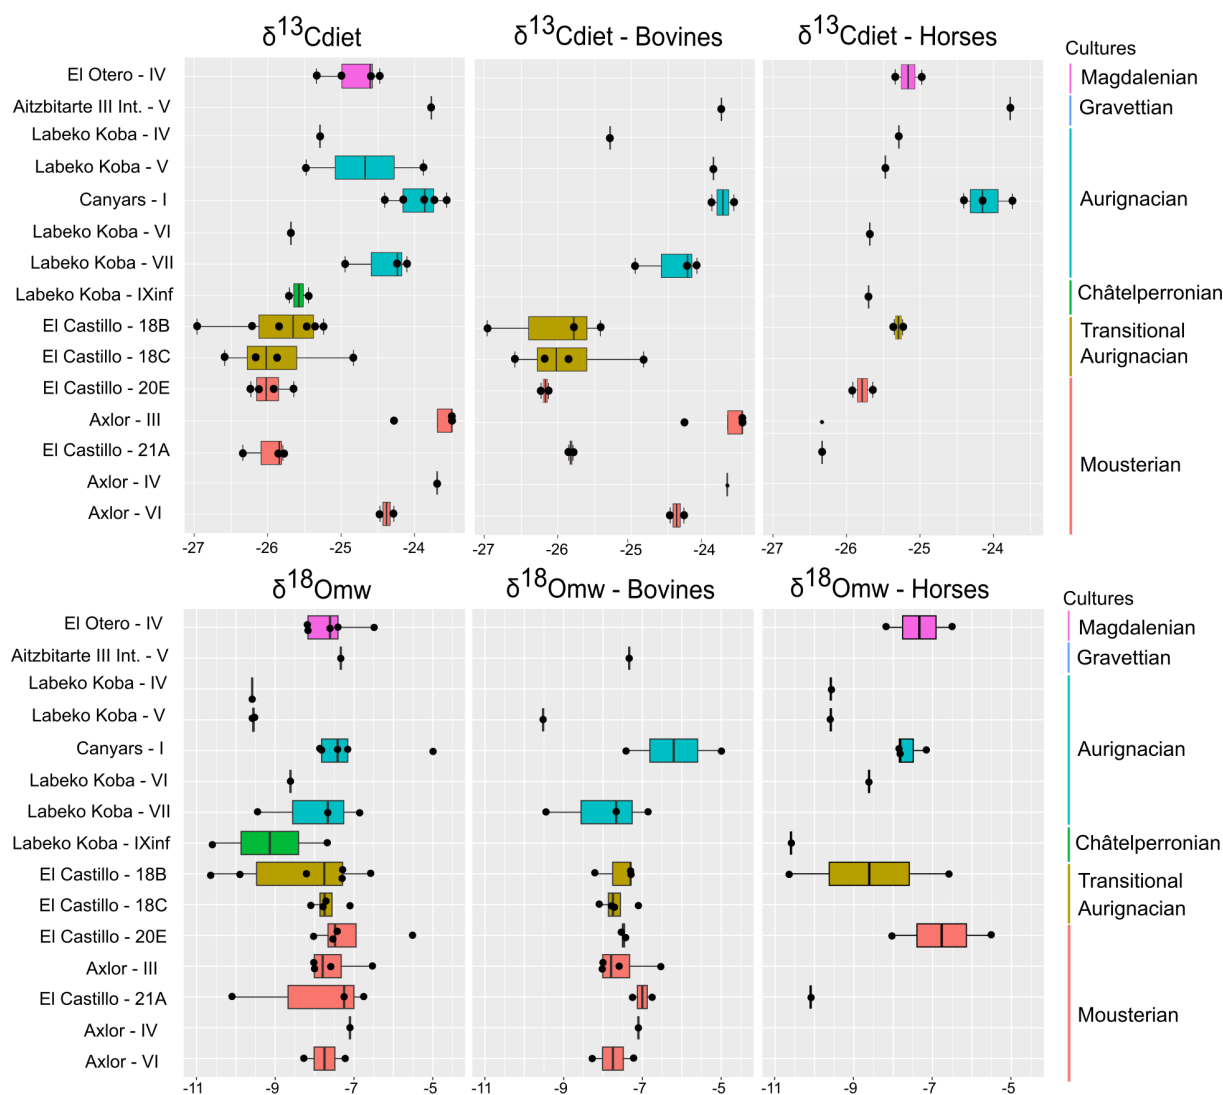 δ13Cdiet
δ13Cdiet - Bovines
δ13Cdiet - Horses
Cultures
El Otero - IV
Aitzbitarte III Int. - V
Labeko Koba - IV
Labeko Koba - V
Canyars - I
Labeko Koba - VI
Labeko Koba - VII
Labeko Koba - IXinf
El Castillo - 18B
El Castillo - 18C
El Castillo - 20E
Axlor - III
El Castillo - 21A
Axlor - IV
Axlor - VI
Magdalenian
Gravettian
Aurignacian
Châtelperronian
Transitional
Aurignacian
Mousterian
-27 -26 -25 -24
-27 -26 -25 -24
-27 -26 -25 -24
δ18Omw
δ18Omw - Bovines
δ18Omw - Horses
Cultures
El Otero - IV
Aitzbitarte III Int. - V
Labeko Koba - IV
Labeko Koba - V
Canyars - I
Labeko Koba - VI
Labeko Koba - VII
Labeko Koba - IXinf
El Castillo - 18B
El Castillo - 18C
El Castillo - 20E
Axlor - III
El Castillo - 21A
Axlor - IV
Axlor - VI
Magdalenian
Gravettian
Aurignacian
Châtelperronian
Transitional
Aurignacian
Mousterian
-11 -9 -7 -5
-11 -9 -7 -5
-11 -9 -7 -5